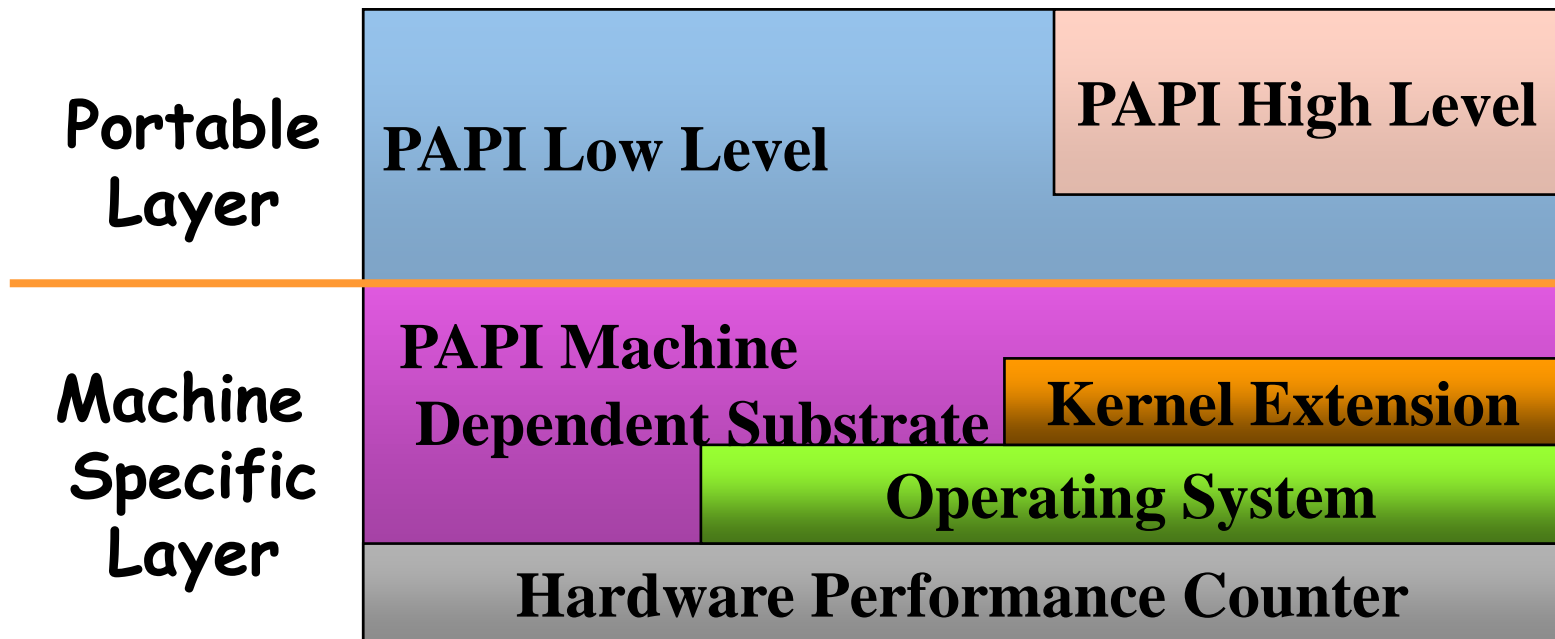 Portable
Layer
PAPI Low Level
PAPI High Level
Machine
Specific
Layer
PAPI Machine
Dependent Substrate
Kernel Extension
Operating System
Hardware Performance Counter